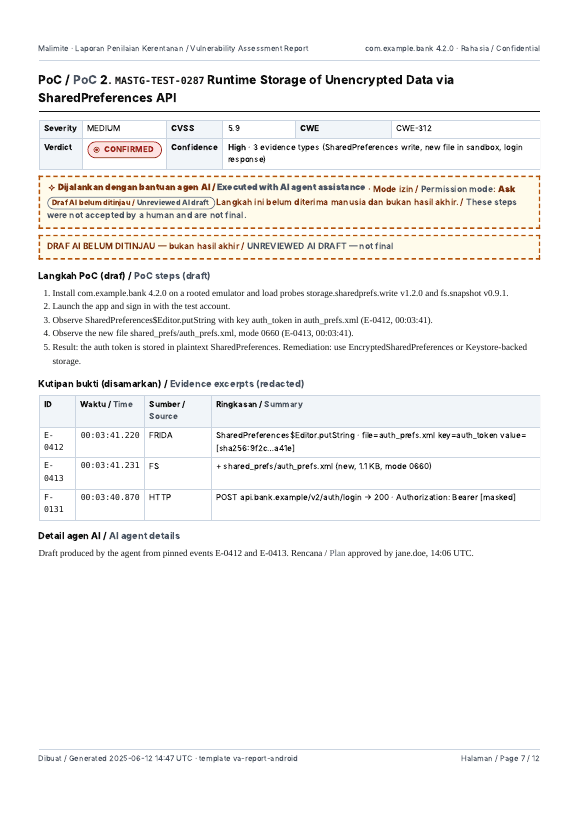 Malimite · Laporan Penilaian Kerentanan / Vulnerability Assessment Report
com.example.bank 4.2.0 · Rahasia / Confidential
PoC / PoC 2. MASTG-TEST-0287 Runtime Storage of Unencrypted Data via
SharedPreferences API
Severity MEDIUM CVSS 5.9 CWE CWE-312
Verdict CONFIRMED Confidence High · 3 evidence types (SharedPreferences write, new file in sandbox, login
response)
Dijalankan dengan bantuan agen AI / Executed with AI agent assistance · Mode izin / Permission mode: Ask
Draf AI belum ditinjau / Unreviewed AI draft Langkah ini belum diterima manusia dan bukan hasil akhir. / These steps
were not accepted by a human and are not final.
DRAF AI BELUM DITINJAU — bukan hasil akhir / UNREVIEWED AI DRAFT — not final
Langkah PoC (draf) / PoC steps (draft)
1. Install com.example.bank 4.2.0 on a rooted emulator and load probes storage.sharedprefs.write v1.2.0 and fs.snapshot v0.9.1.
2. Launch the app and sign in with the test account.
3. Observe SharedPreferences$Editor.putString with key auth_token in auth_prefs.xml (E-0412, 00:03:41).
4. Observe the new file shared_prefs/auth_prefs.xml, mode 0660 (E-0413, 00:03:41).
5. Result: the auth token is stored in plaintext SharedPreferences. Remediation: use EncryptedSharedPreferences or Keystore-backed
storage.
Kutipan bukti (disamarkan) / Evidence excerpts (redacted)
ID Waktu / Time Sumber / Source Ringkasan / Summary
E-0412 00:03:41.220 FRIDA SharedPreferences$Editor.putString · file=auth_prefs.xml key=auth_token value=
[sha256:9f2c…a41e]
E-0413 00:03:41.231 FS + shared_prefs/auth_prefs.xml (new, 1.1 KB, mode 0660)
F-0131 00:03:40.870 HTTP POST api.bank.example/v2/auth/login → 200 · Authorization: Bearer [masked]
Detail agen AI / AI agent details
Draft produced by the agent from pinned events E-0412 and E-0413. Rencana / Plan approved by jane.doe, 14:06 UTC.
Dibuat / Generated 2025-06-12 14:47 UTC · template va-report-android
Halaman / Page 7 / 12